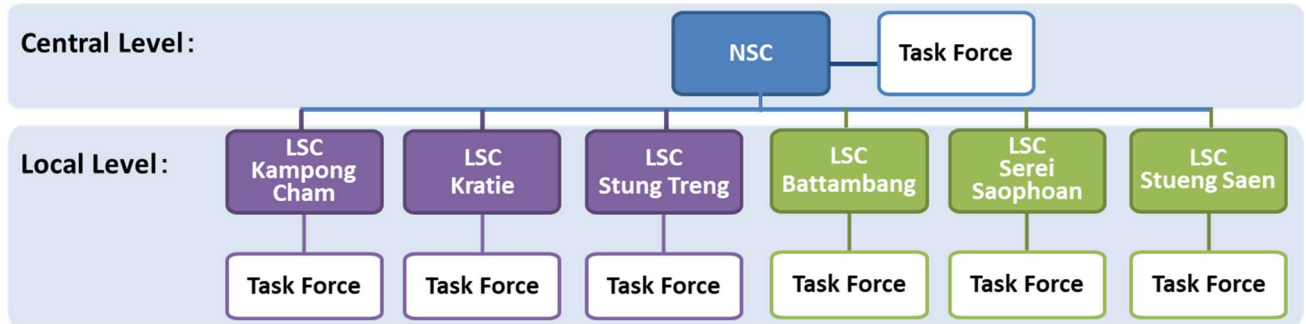 Central Level:
NSC
Task Force
Local Level:
LSC
Kampong
Cham
LSC
Kratie
LSC
Stung Treng
LSC
Battambang
LSC
Serei
Saophoan
LSC
Stueng Saen
Task Force
Task Force
Task Force
Task Force
Task Force
Task Force